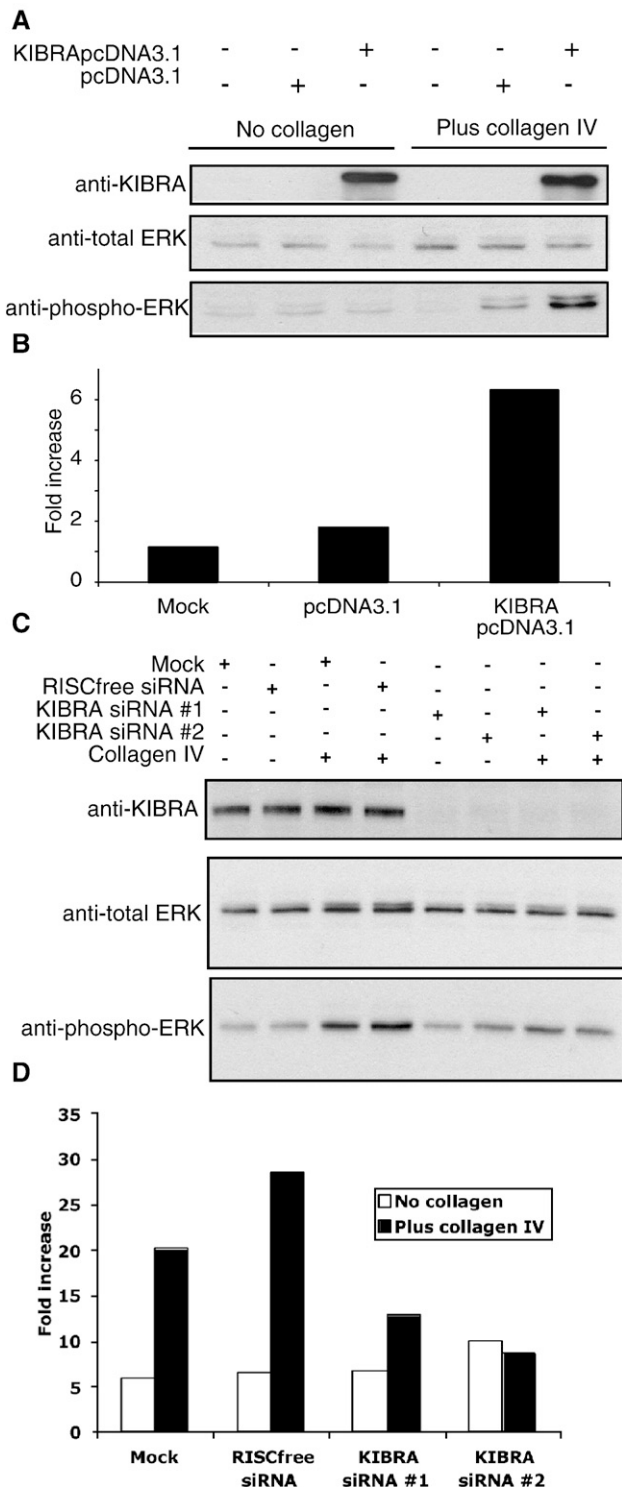 A
KIBRApcDNA3.1 - - + - - +
pcDNA3.1 - + - - + -
No collagen Plus collagen IV
anti-KIBRA
anti-total ERK
anti-phospho-ERK
B
Fold increase
6
4
2
0
Mock pcDNA3.1 KIBRA
pcDNA3.1
C
Mock + - + - - - - -
RISCfree siRNA - + - + - - - -
KIBRA siRNA #1 - - - - + - + -
KIBRA siRNA #2 - - - - - + - +
Collagen IV - - + + - - + +
anti-KIBRA
anti-total ERK
anti-phospho-ERK
D
Fold increase
35
30
25
20
15
10
5
0
No collagen
Plus collagen IV
Mock RISCfree KIBRA KIBRA
siRNA siRNA #1 siRNA #2